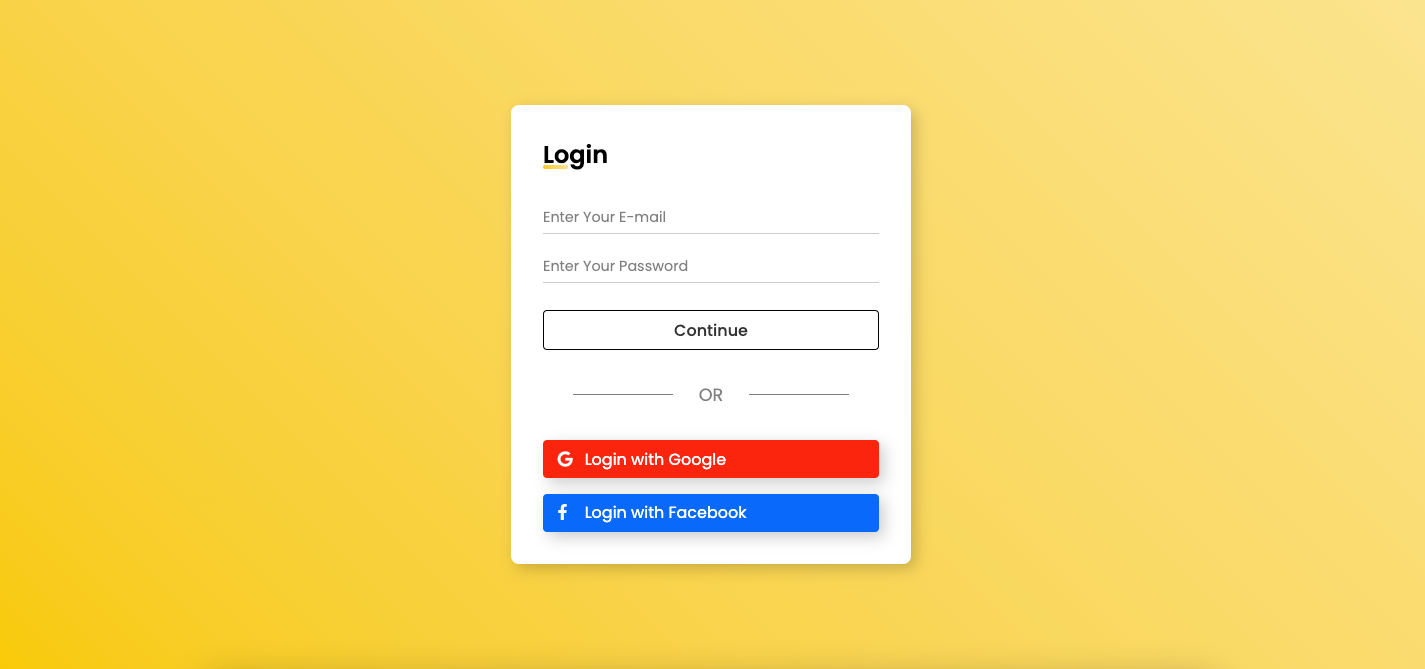 Login
Enter Your E-mail
Enter Your Password
Continue
OR
Login with Google
Login with Facebook